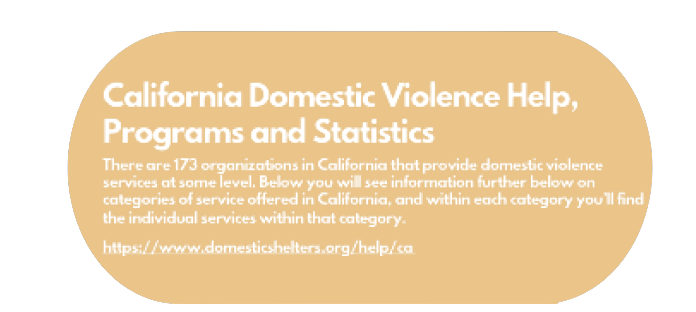 California Domestic Violence Help,
Programs and Statistics
There are 173 organizations in California that provide domestic violence
services at some level. Below you will see information further below on
categories of service offered in California, and within each category you'll find
the individual services within that category.
https://www.domesticshelters.org/help/ca